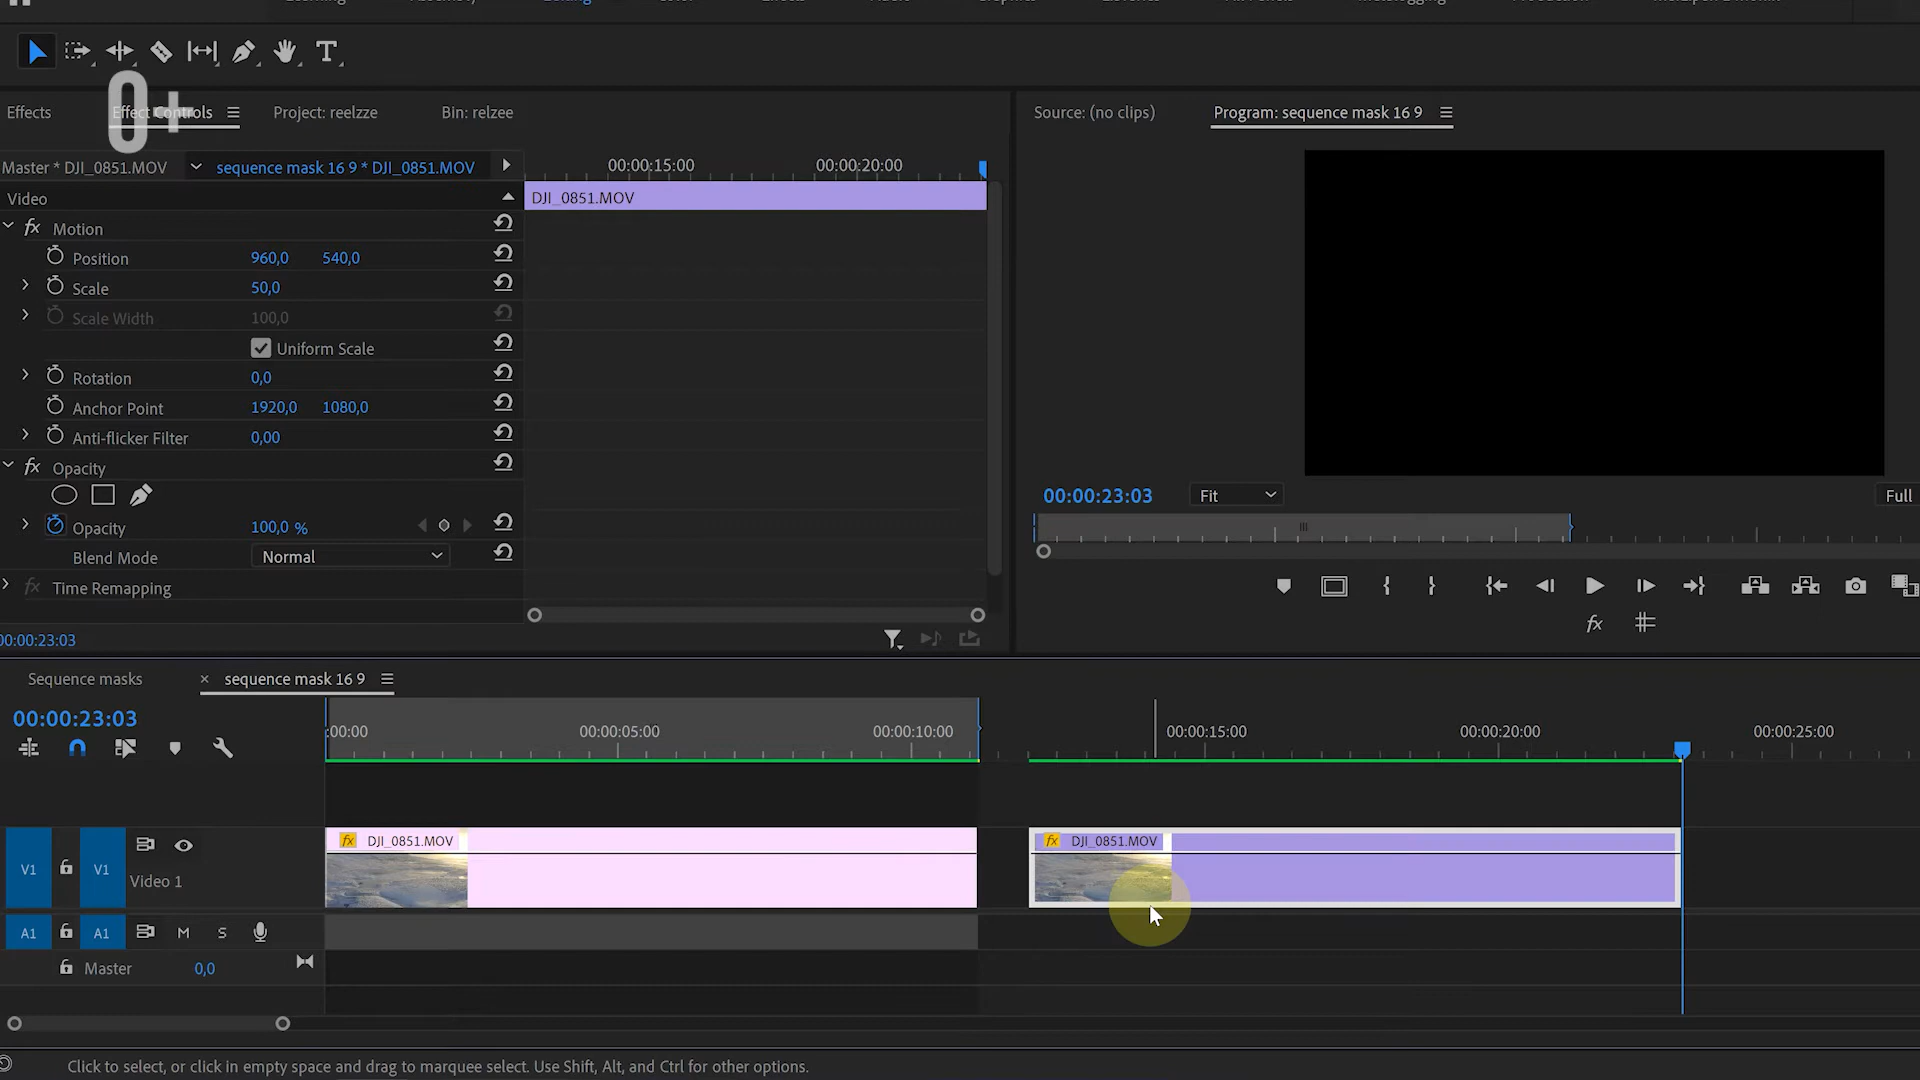 Editing
0+
Effects
Effect Controls
Project: reelzze
Bin: relzee
Source: (no clips)
Program: sequence mask 16 9
Master * DJI_0851.MOV
sequence mask 16 9 * DJI_0851.MOV
00:00:15:00
00:00:20:00
Video
DJI_0851.MOV
fx Motion
Position 960,0 540,0
Scale 50,0
Scale Width 100,0
Uniform Scale
Rotation 0,0
Anchor Point 1920,0 1080,0
Anti-flicker Filter 0,00
fx Opacity
Opacity 100,0 %
Blend Mode Normal
fx Time Remapping
00:00:23:03
00:00:23:03
Fit
Full
fx
Sequence masks
sequence mask 16 9
00:00:23:03
:00:00
00:00:05:00
00:00:10:00
00:00:15:00
00:00:20:00
00:00:25:00
fx DJI_0851.MOV
fx DJI_0851.MOV
V1 V1 Video 1
A1 A1 M S
Master 0,0
Click to select, or click in empty space and drag to marquee select. Use Shift, Alt, and Ctrl for other options.